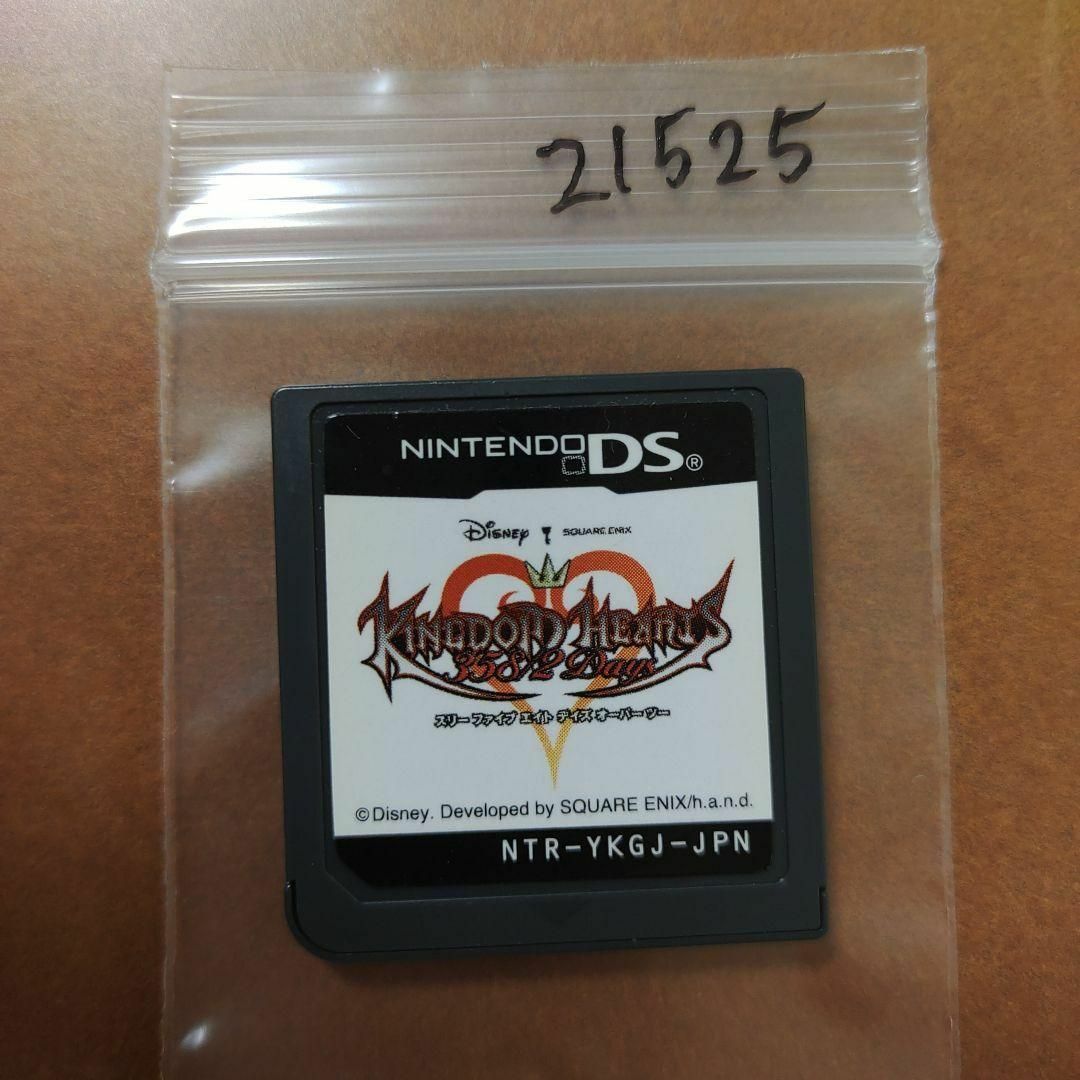 21525
NINTENDO DS®
Disney SQUARE ENIX
KINGDOM HEARTS
358/2 Days
スリー ファイブ エイト デイズ オーバー ツー
©Disney. Developed by SQUARE ENIX/h.a.n.d.
NTR-YKGJ-JPN